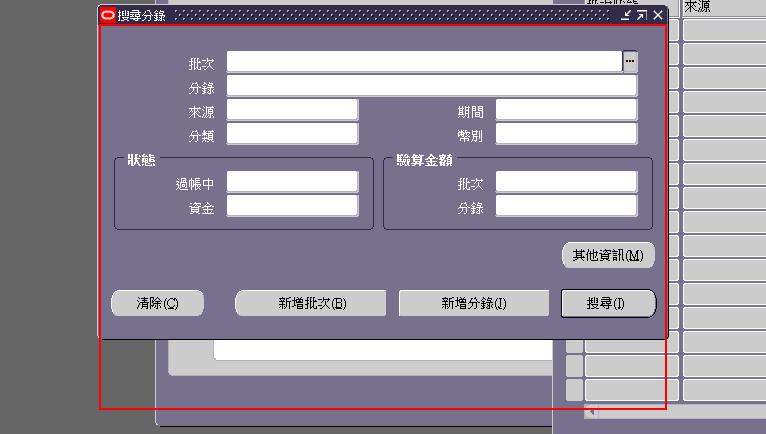 搜尋分錄
來源
批次
...
分錄
來源
期間
分類
幣別
狀態
驗算金額
過帳中
批次
資金
分錄
其他資訊(M)
清除(C)
新增批次(B)
新增分錄(J)
搜尋(I)